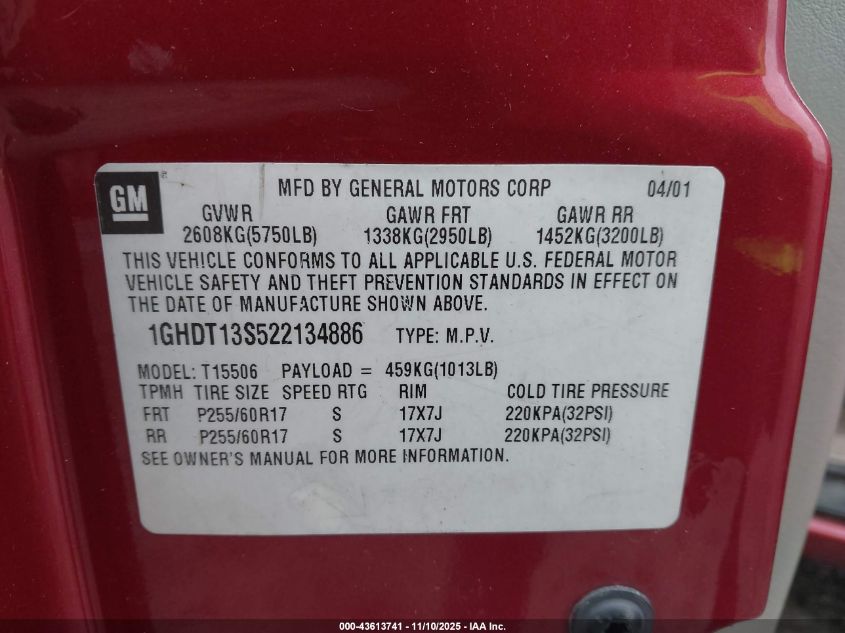 GM
MFD BY GENERAL MOTORS CORP 04/01
GVWR GAWR FRT GAWR RR
2608KG(5750LB) 1338KG(2950LB) 1452KG(3200LB)
THIS VEHICLE CONFORMS TO ALL APPLICABLE U.S. FEDERAL MOTOR
VEHICLE SAFETY AND THEFT PREVENTION STANDARDS IN EFFECT ON
THE DATE OF MANUFACTURE SHOWN ABOVE.
1GHDT13S522134886 TYPE: M.P.V.
MODEL: T15506 PAYLOAD = 459KG(1013LB)
TPMH TIRE SIZE SPEED RTG RIM COLD TIRE PRESSURE
FRT P255/60R17 S 17X7J 220KPA(32PSI)
RR P255/60R17 S 17X7J 220KPA(32PSI)
SEE OWNER'S MANUAL FOR MORE INFORMATION.
000-43613741 - 11/10/2025 - IAA Inc.